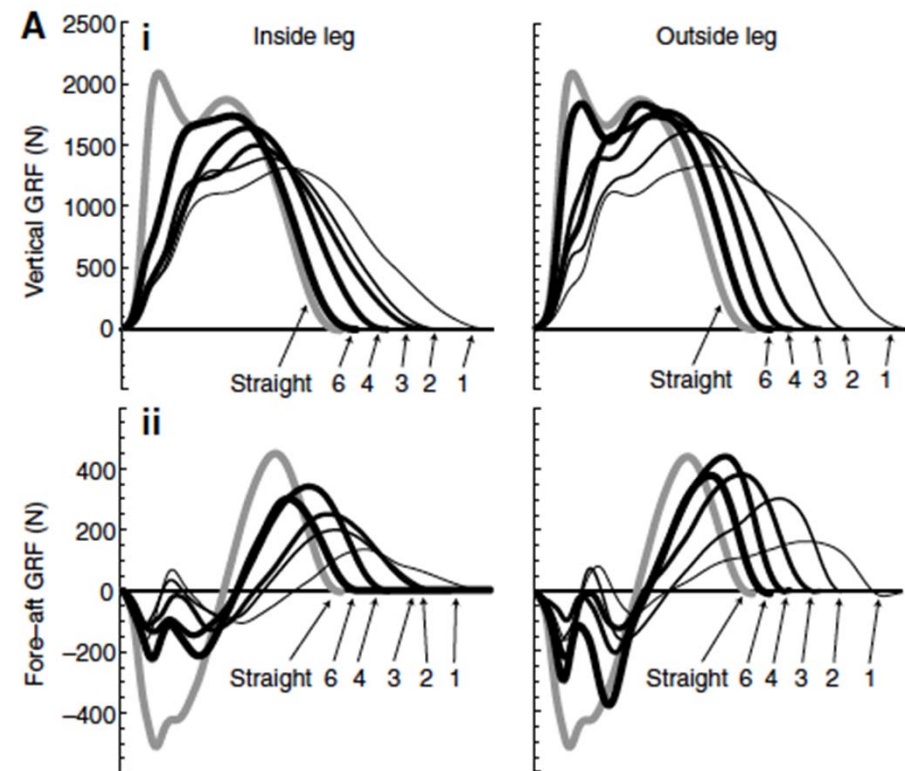 A
i
Inside leg
Outside leg
Vertical GRF (N)
2500
2000
1500
1000
500
0
Straight 6 4 3 2 1
Straight 6 4 3 2 1
ii
Fore–aft GRF (N)
400
200
0
–200
–400
Straight 6 4 3 2 1
Straight 6 4 3 2 1